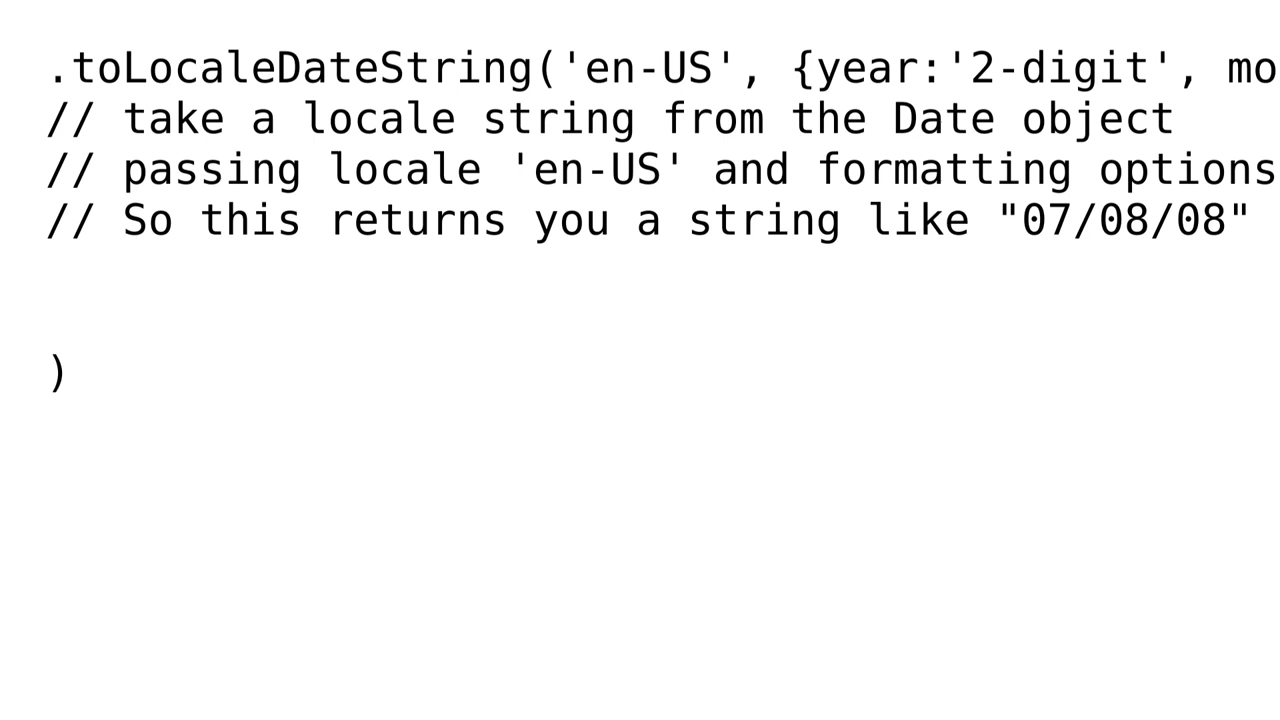 .toLocaleDateString('en-US', {year:'2-digit', mo
// take a locale string from the Date object
// passing locale 'en-US' and formatting options
// So this returns you a string like "07/08/08"
)